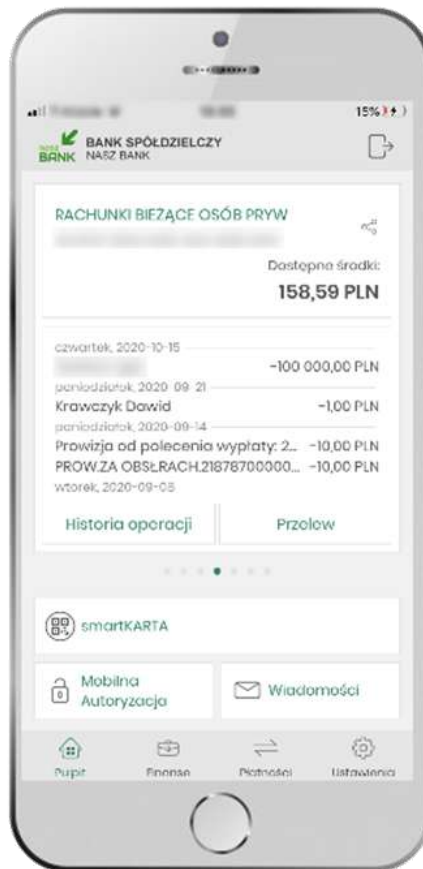 15%
NASZ BANK
BANK SPÓŁDZIELCZY
NASZ BANK
RACHUNKI BIEŻĄCE OSÓB PRYW
Dostępne środki:
158,59 PLN
czwartek, 2020-10-15
-100 000,00 PLN
poniedziałek, 2020-09-21
Krawczyk Dawid -1,00 PLN
poniedziałek, 2020-09-14
Prowizja od polecenia wypłaty: 2... -10,00 PLN
PROW.ZA OBSŁ.RACH.21878700000... -10,00 PLN
wtorek, 2020-09-08
Historia operacji Przelew
smartKARTA
Mobilna Autoryzacja
Wiadomości
Pulpit Finanse Płatności Ustawienia